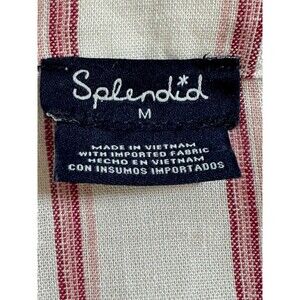 Splendid
M
MADE IN VIETNAM
WITH IMPORTED FABRIC
HECHO EN VIETNAM
CON INSUMOS IMPORTADOS